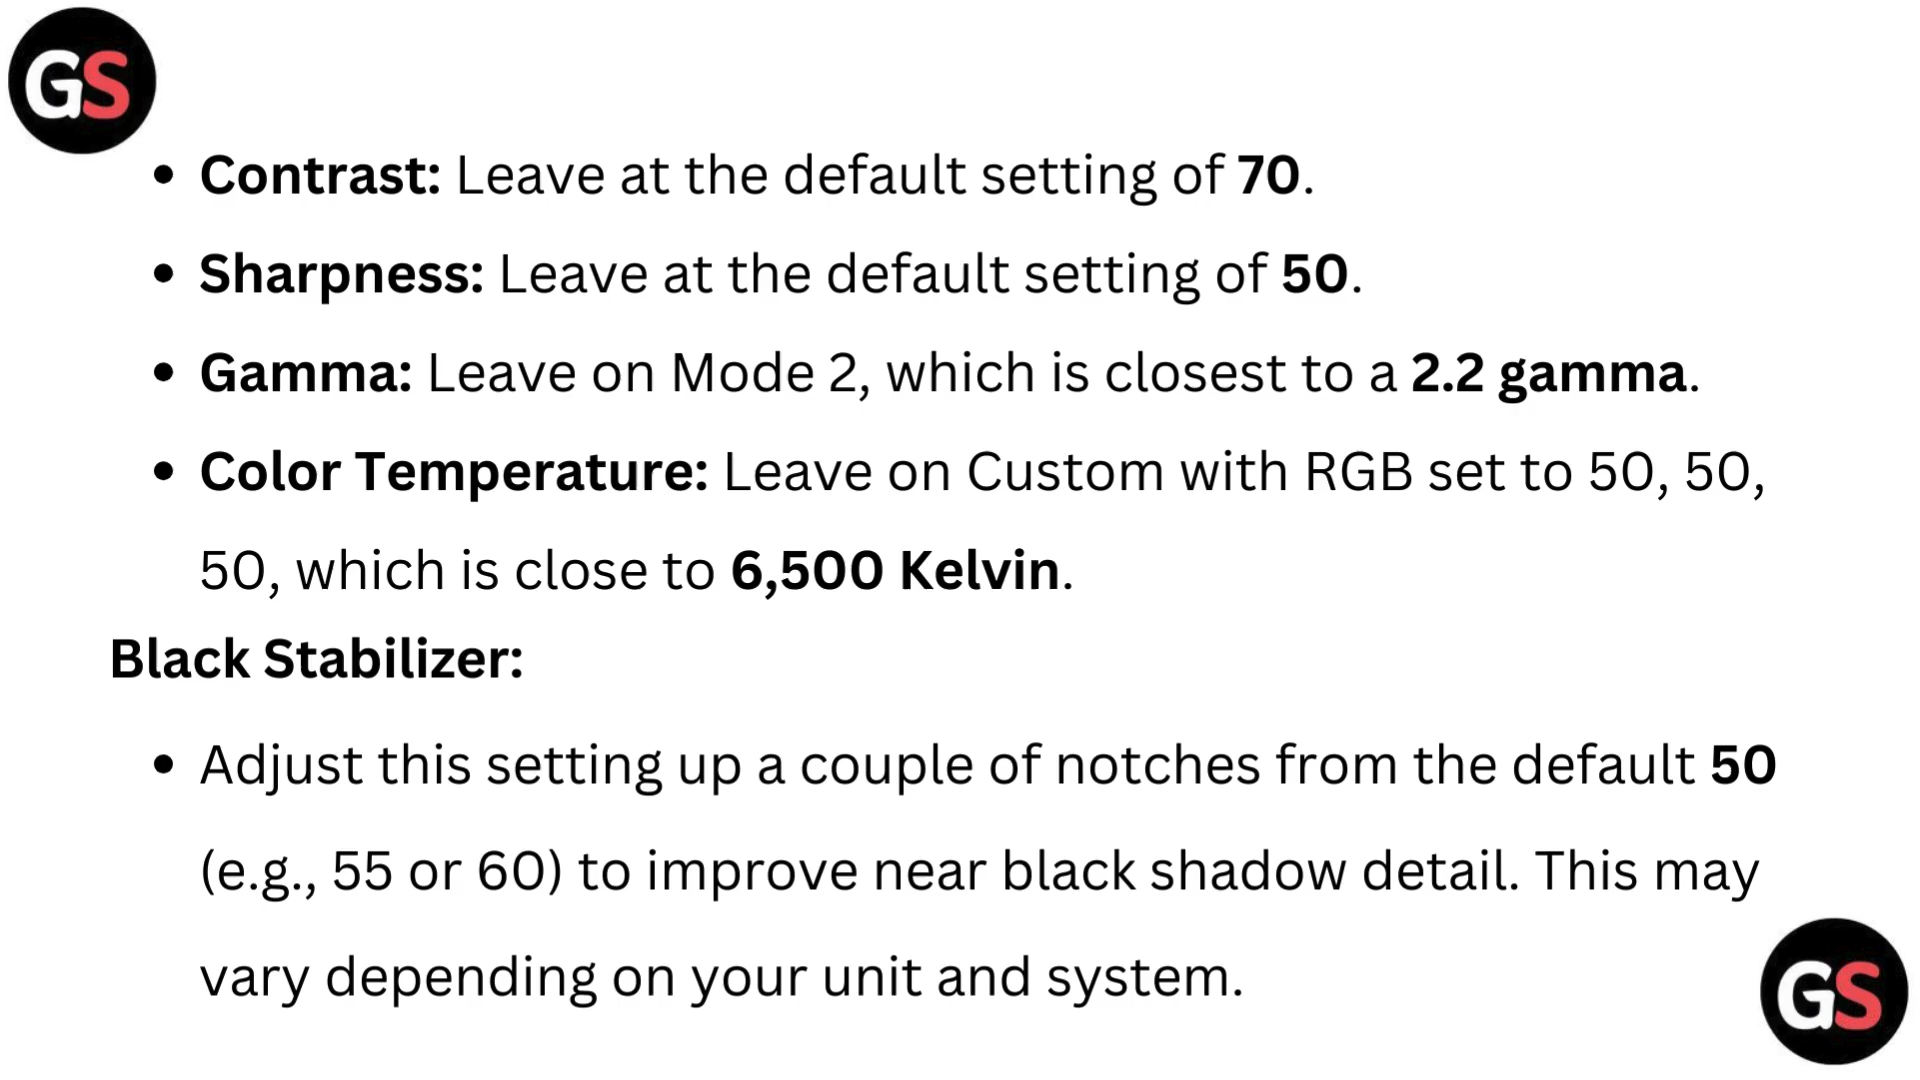 GS
Contrast: Leave at the default setting of 70.
Sharpness: Leave at the default setting of 50.
Gamma: Leave on Mode 2, which is closest to a 2.2 gamma.
Color Temperature: Leave on Custom with RGB set to 50, 50,
50, which is close to 6,500 Kelvin.
Black Stabilizer:
Adjust this setting up a couple of notches from the default 50
(e.g., 55 or 60) to improve near black shadow detail. This may
vary depending on your unit and system.
GS